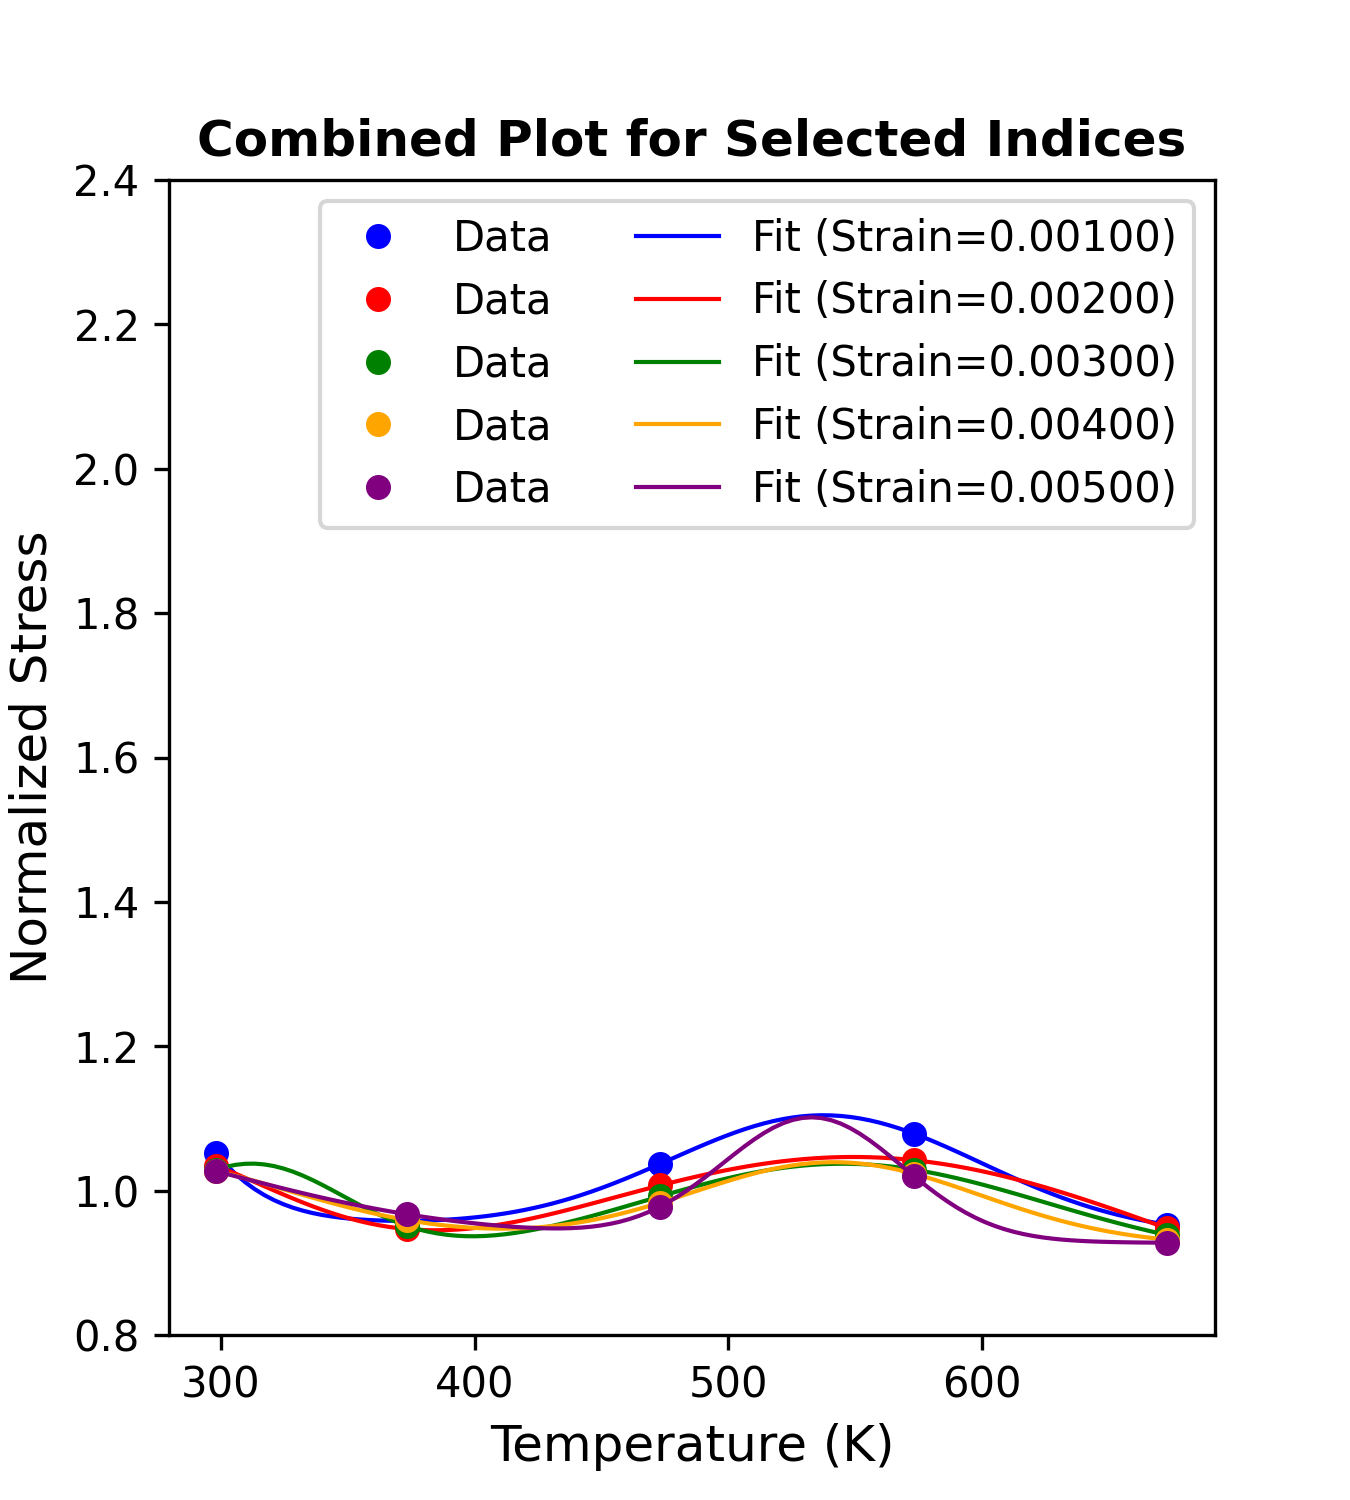 Combined Plot for Selected Indices
2.4
2.2
2.0
1.8
1.6
1.4
1.2
1.0
0.8
Normalized Stress
Data Fit (Strain=0.00100)
Data Fit (Strain=0.00200)
Data Fit (Strain=0.00300)
Data Fit (Strain=0.00400)
Data Fit (Strain=0.00500)
300 400 500 600
Temperature (K)